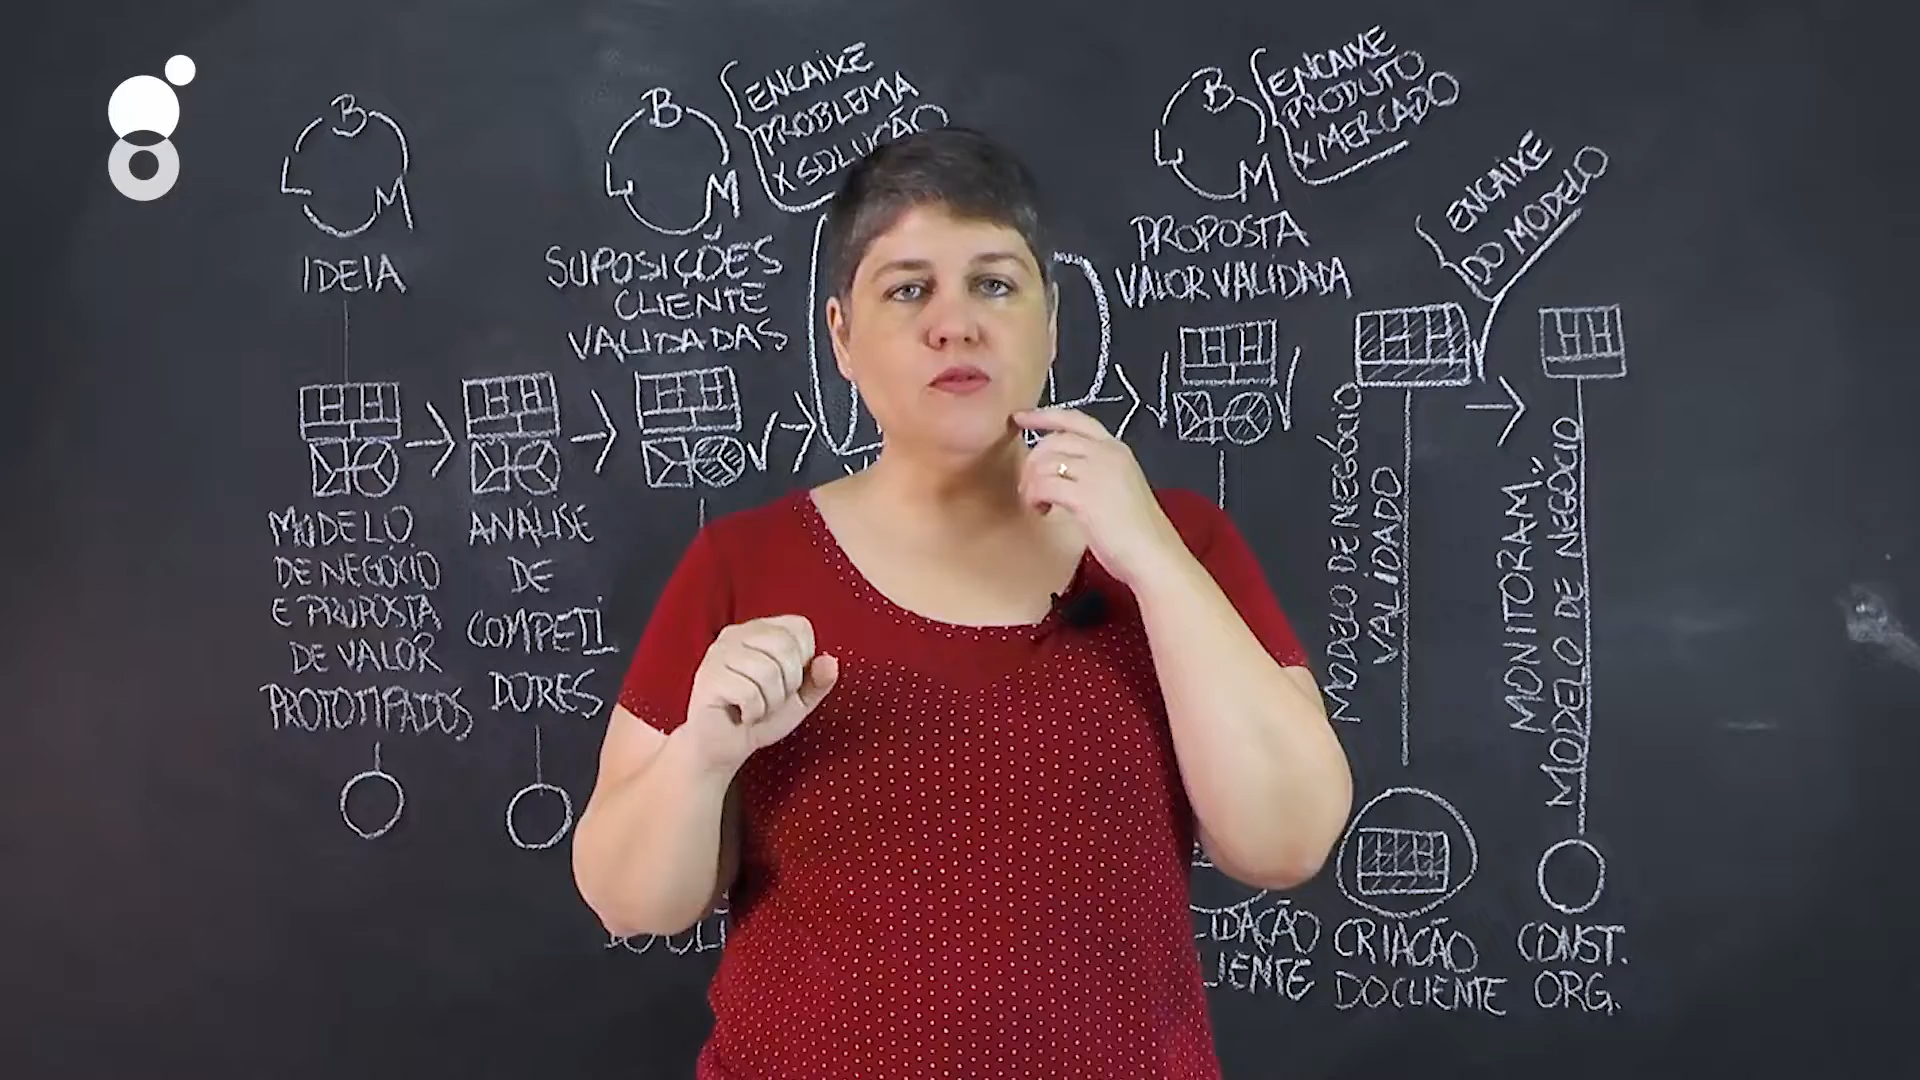 B
M
IDEIA
MODELO
DE NEGÓCIO
E PROPOSTA
DE VALOR
PROTOTIPADOS
ANÁLISE
DE
COMPETI
DORES
B
M
ENCAIXE
PROBLEMA
X SOLUÇÃO
SUPOSIÇÕES
CLIENTE
VALIDADAS
B
M
ENCAIXE
PRODUTO
X MERCADO
PROPOSTA
VALOR VALIDADA
ENCAIXE
DO MODELO
MODELO DE NEGÓCIO
VALIDADO
MONITORAM.
MODELO DE NEGÓCIO
IDAÇÃO
IENTE
CRIAÇÃO
DO CLIENTE
CONST.
ORG.